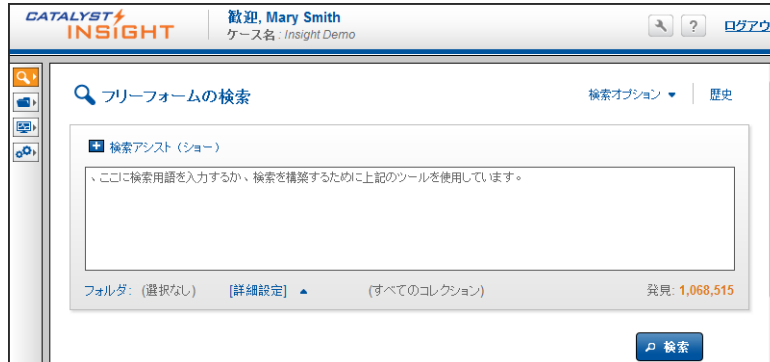 CATALYST
INSIGHT
歓迎, Mary Smith
ケース名 : Insight Demo
?
ログアウ
フリーフォームの検索
検索オプション ▼
歴史
検索アシスト（ショー）
、ここに検索用語を入力するか、検索を構築するために上記のツールを使用しています。
フォルダ: (選択なし) [詳細設定] ▲ (すべてのコレクション) 発見: 1,068,515
検索